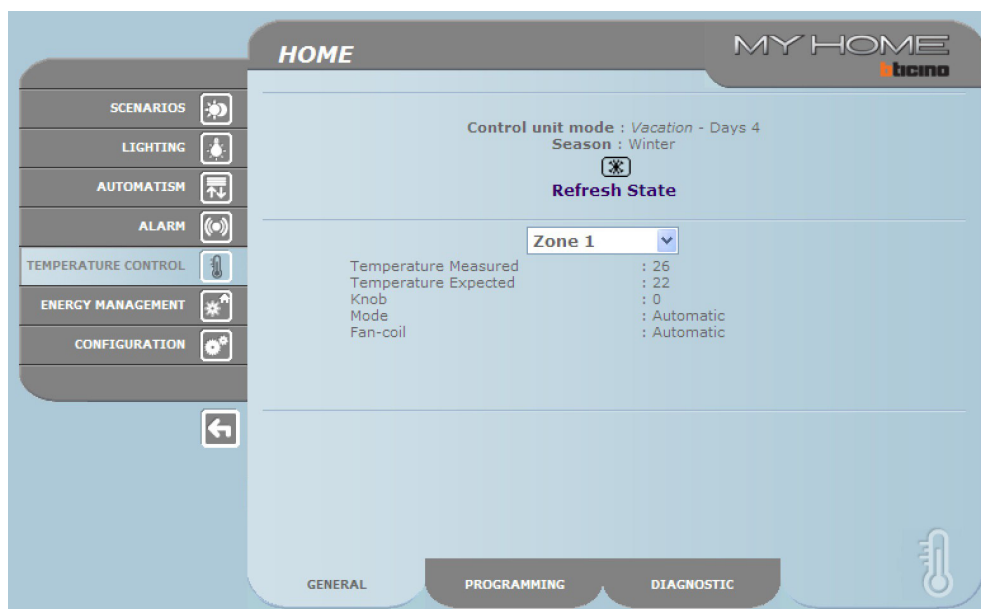 HOME
MY HOME
bticino
SCENARIOS
LIGHTING
AUTOMATISM
ALARM
TEMPERATURE CONTROL
ENERGY MANAGEMENT
CONFIGURATION
Control unit mode : Vacation - Days 4
Season : Winter
Refresh State
Zone 1
Temperature Measured : 26
Temperature Expected : 22
Knob : 0
Mode : Automatic
Fan-coil : Automatic
GENERAL PROGRAMMING DIAGNOSTIC